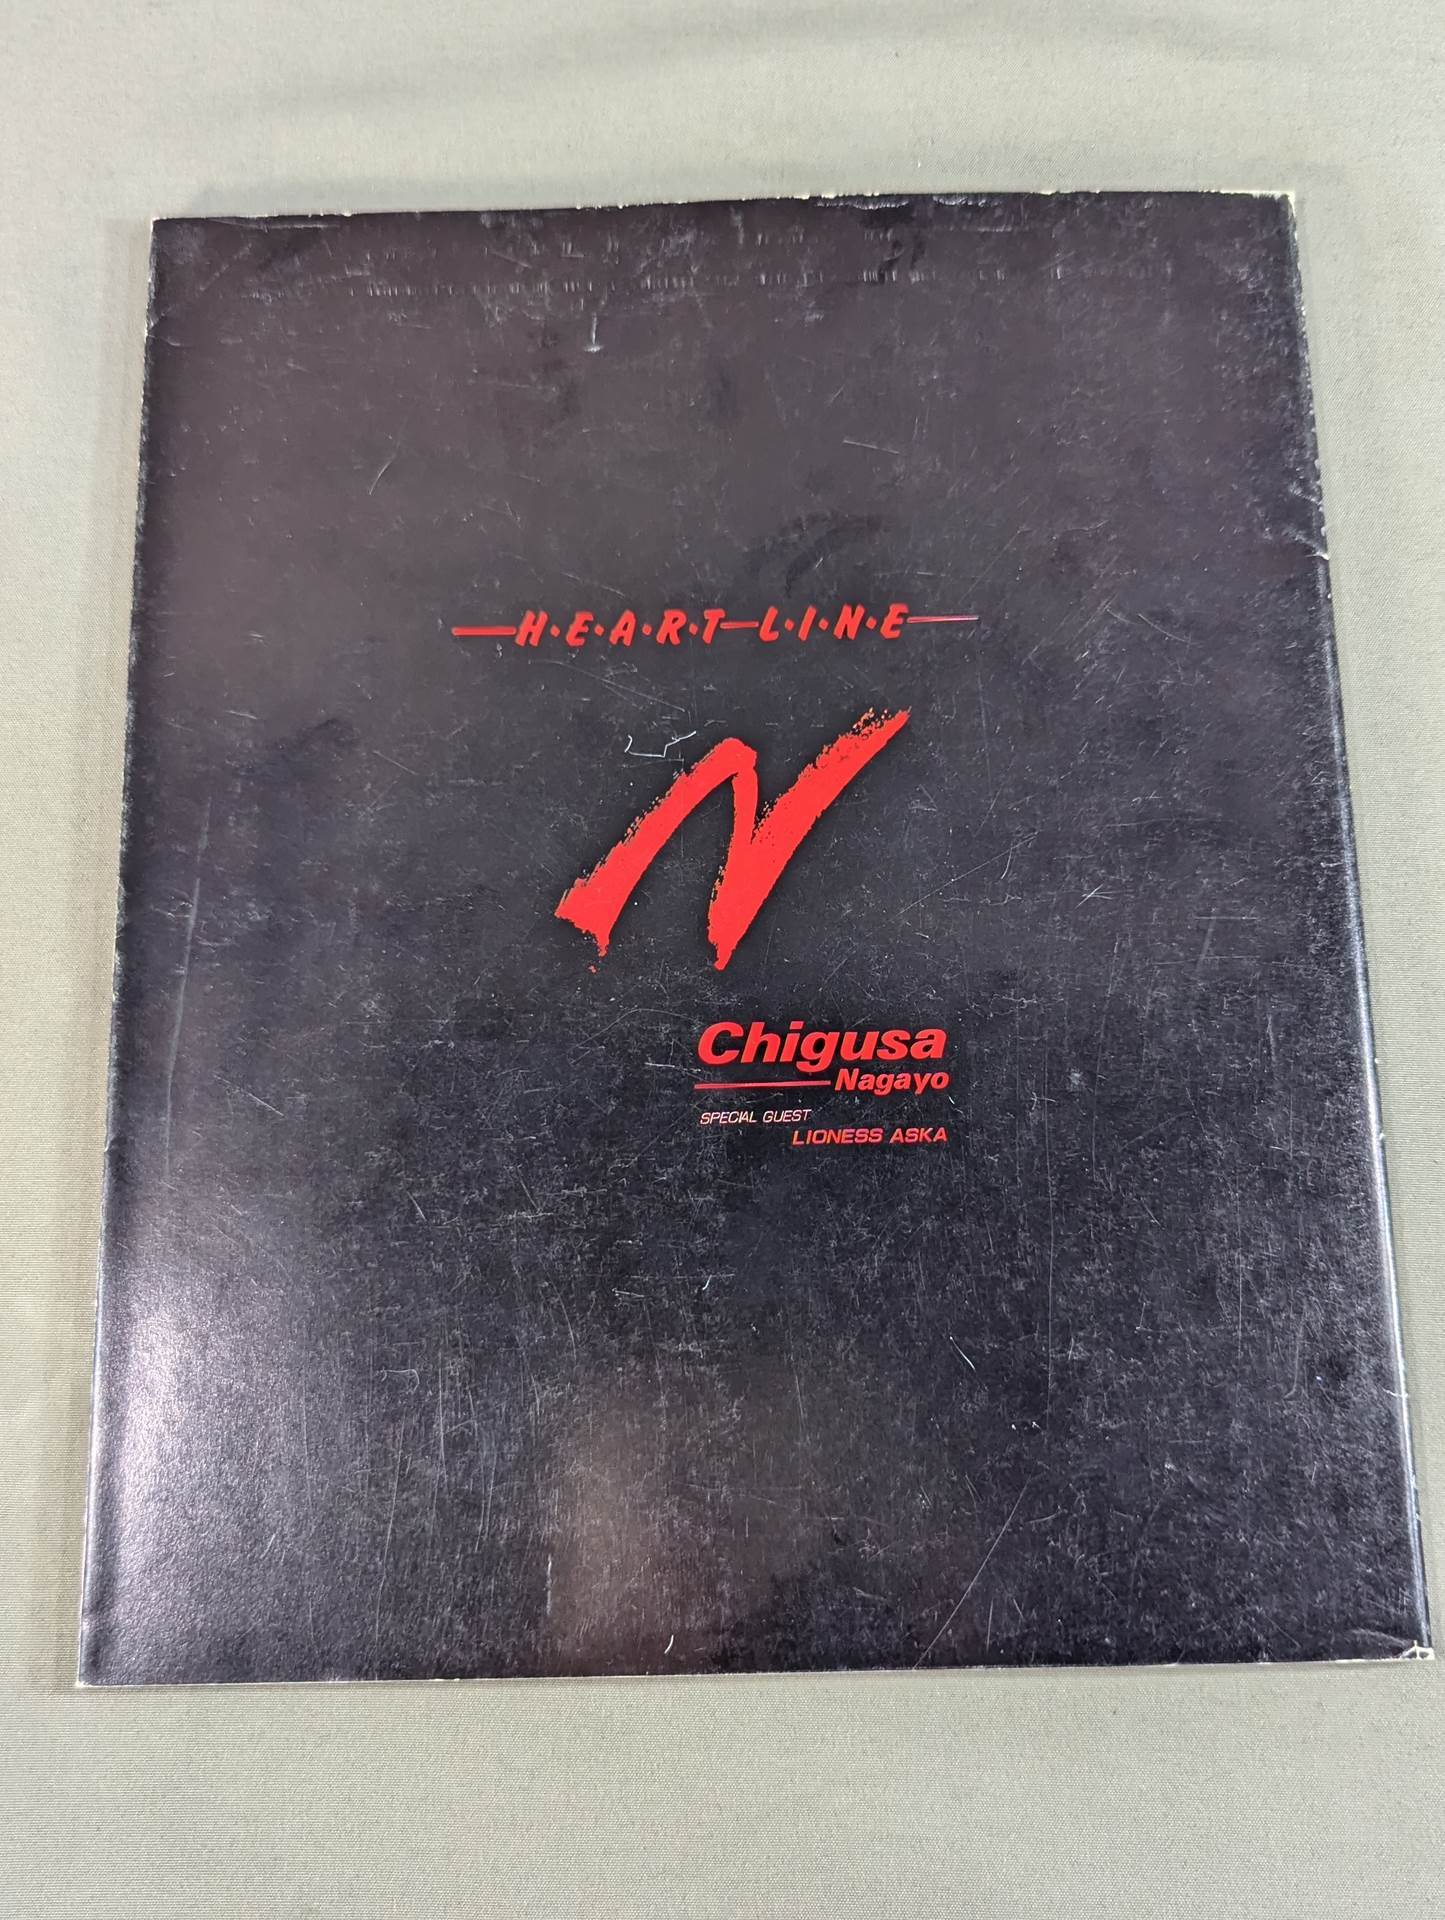 H·E·A·R·T—L·I·N·E
N
Chigusa
Nagayo
SPECIAL GUEST
LIONESS ASKA